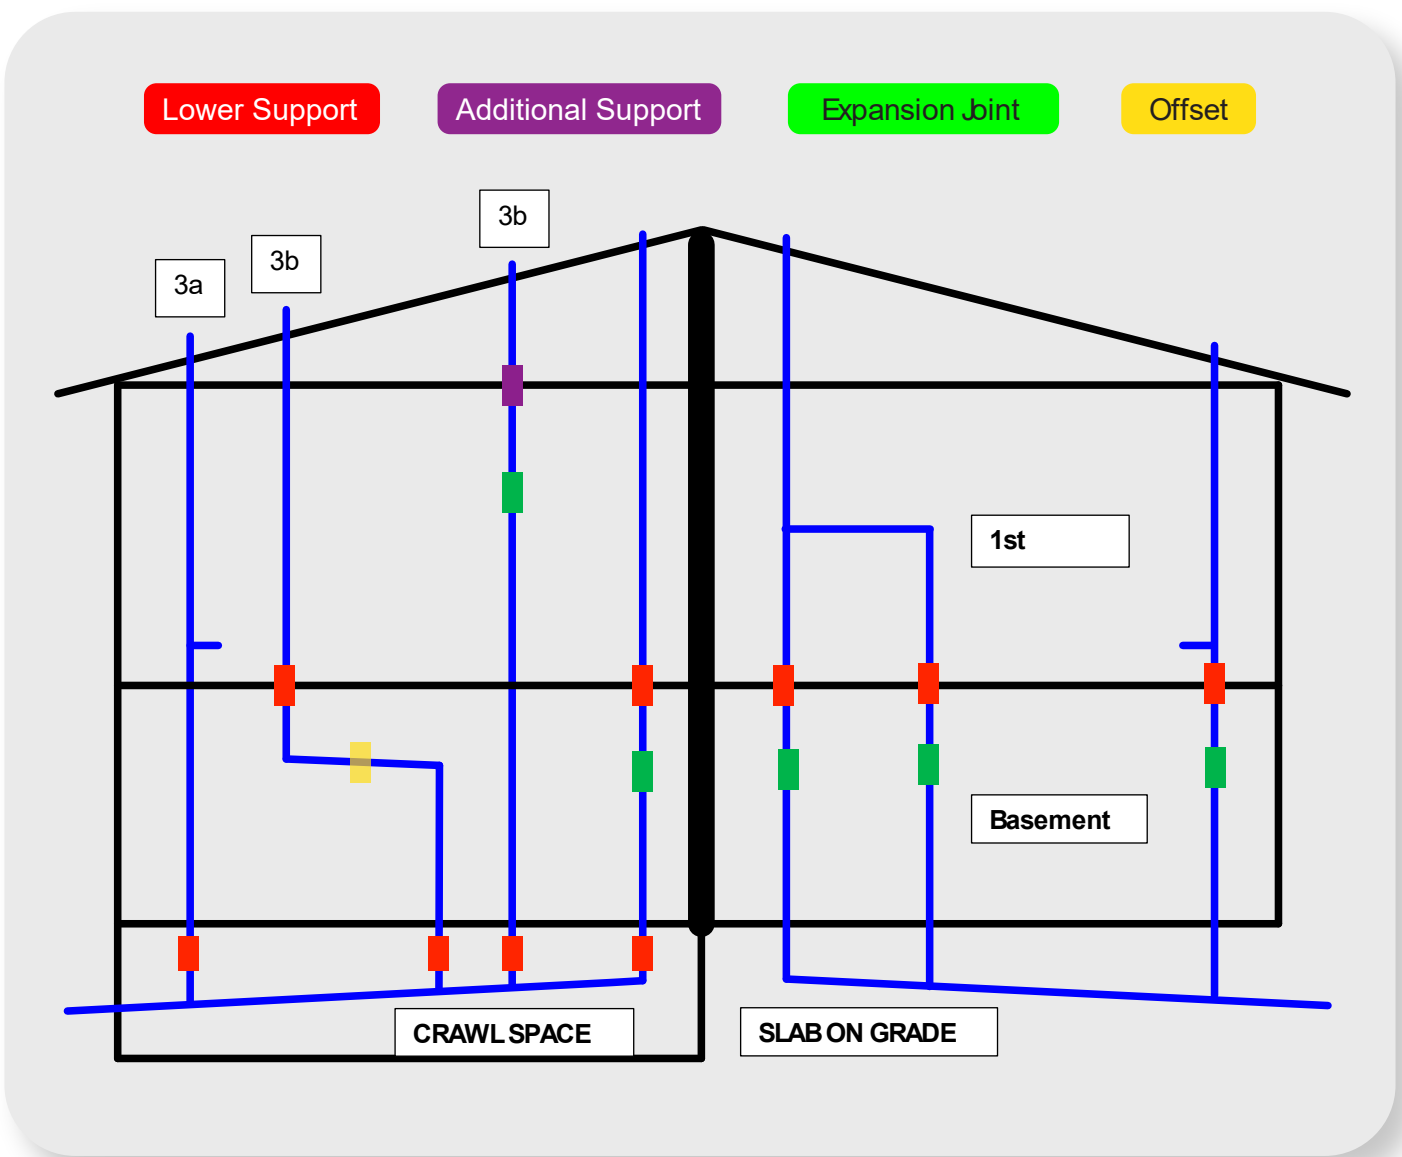 Lower Support
Additional Support
Expansion Joint
Offset
3b
3b
3a
1st
Basement
CRAWL SPACE
SLAB ON GRADE